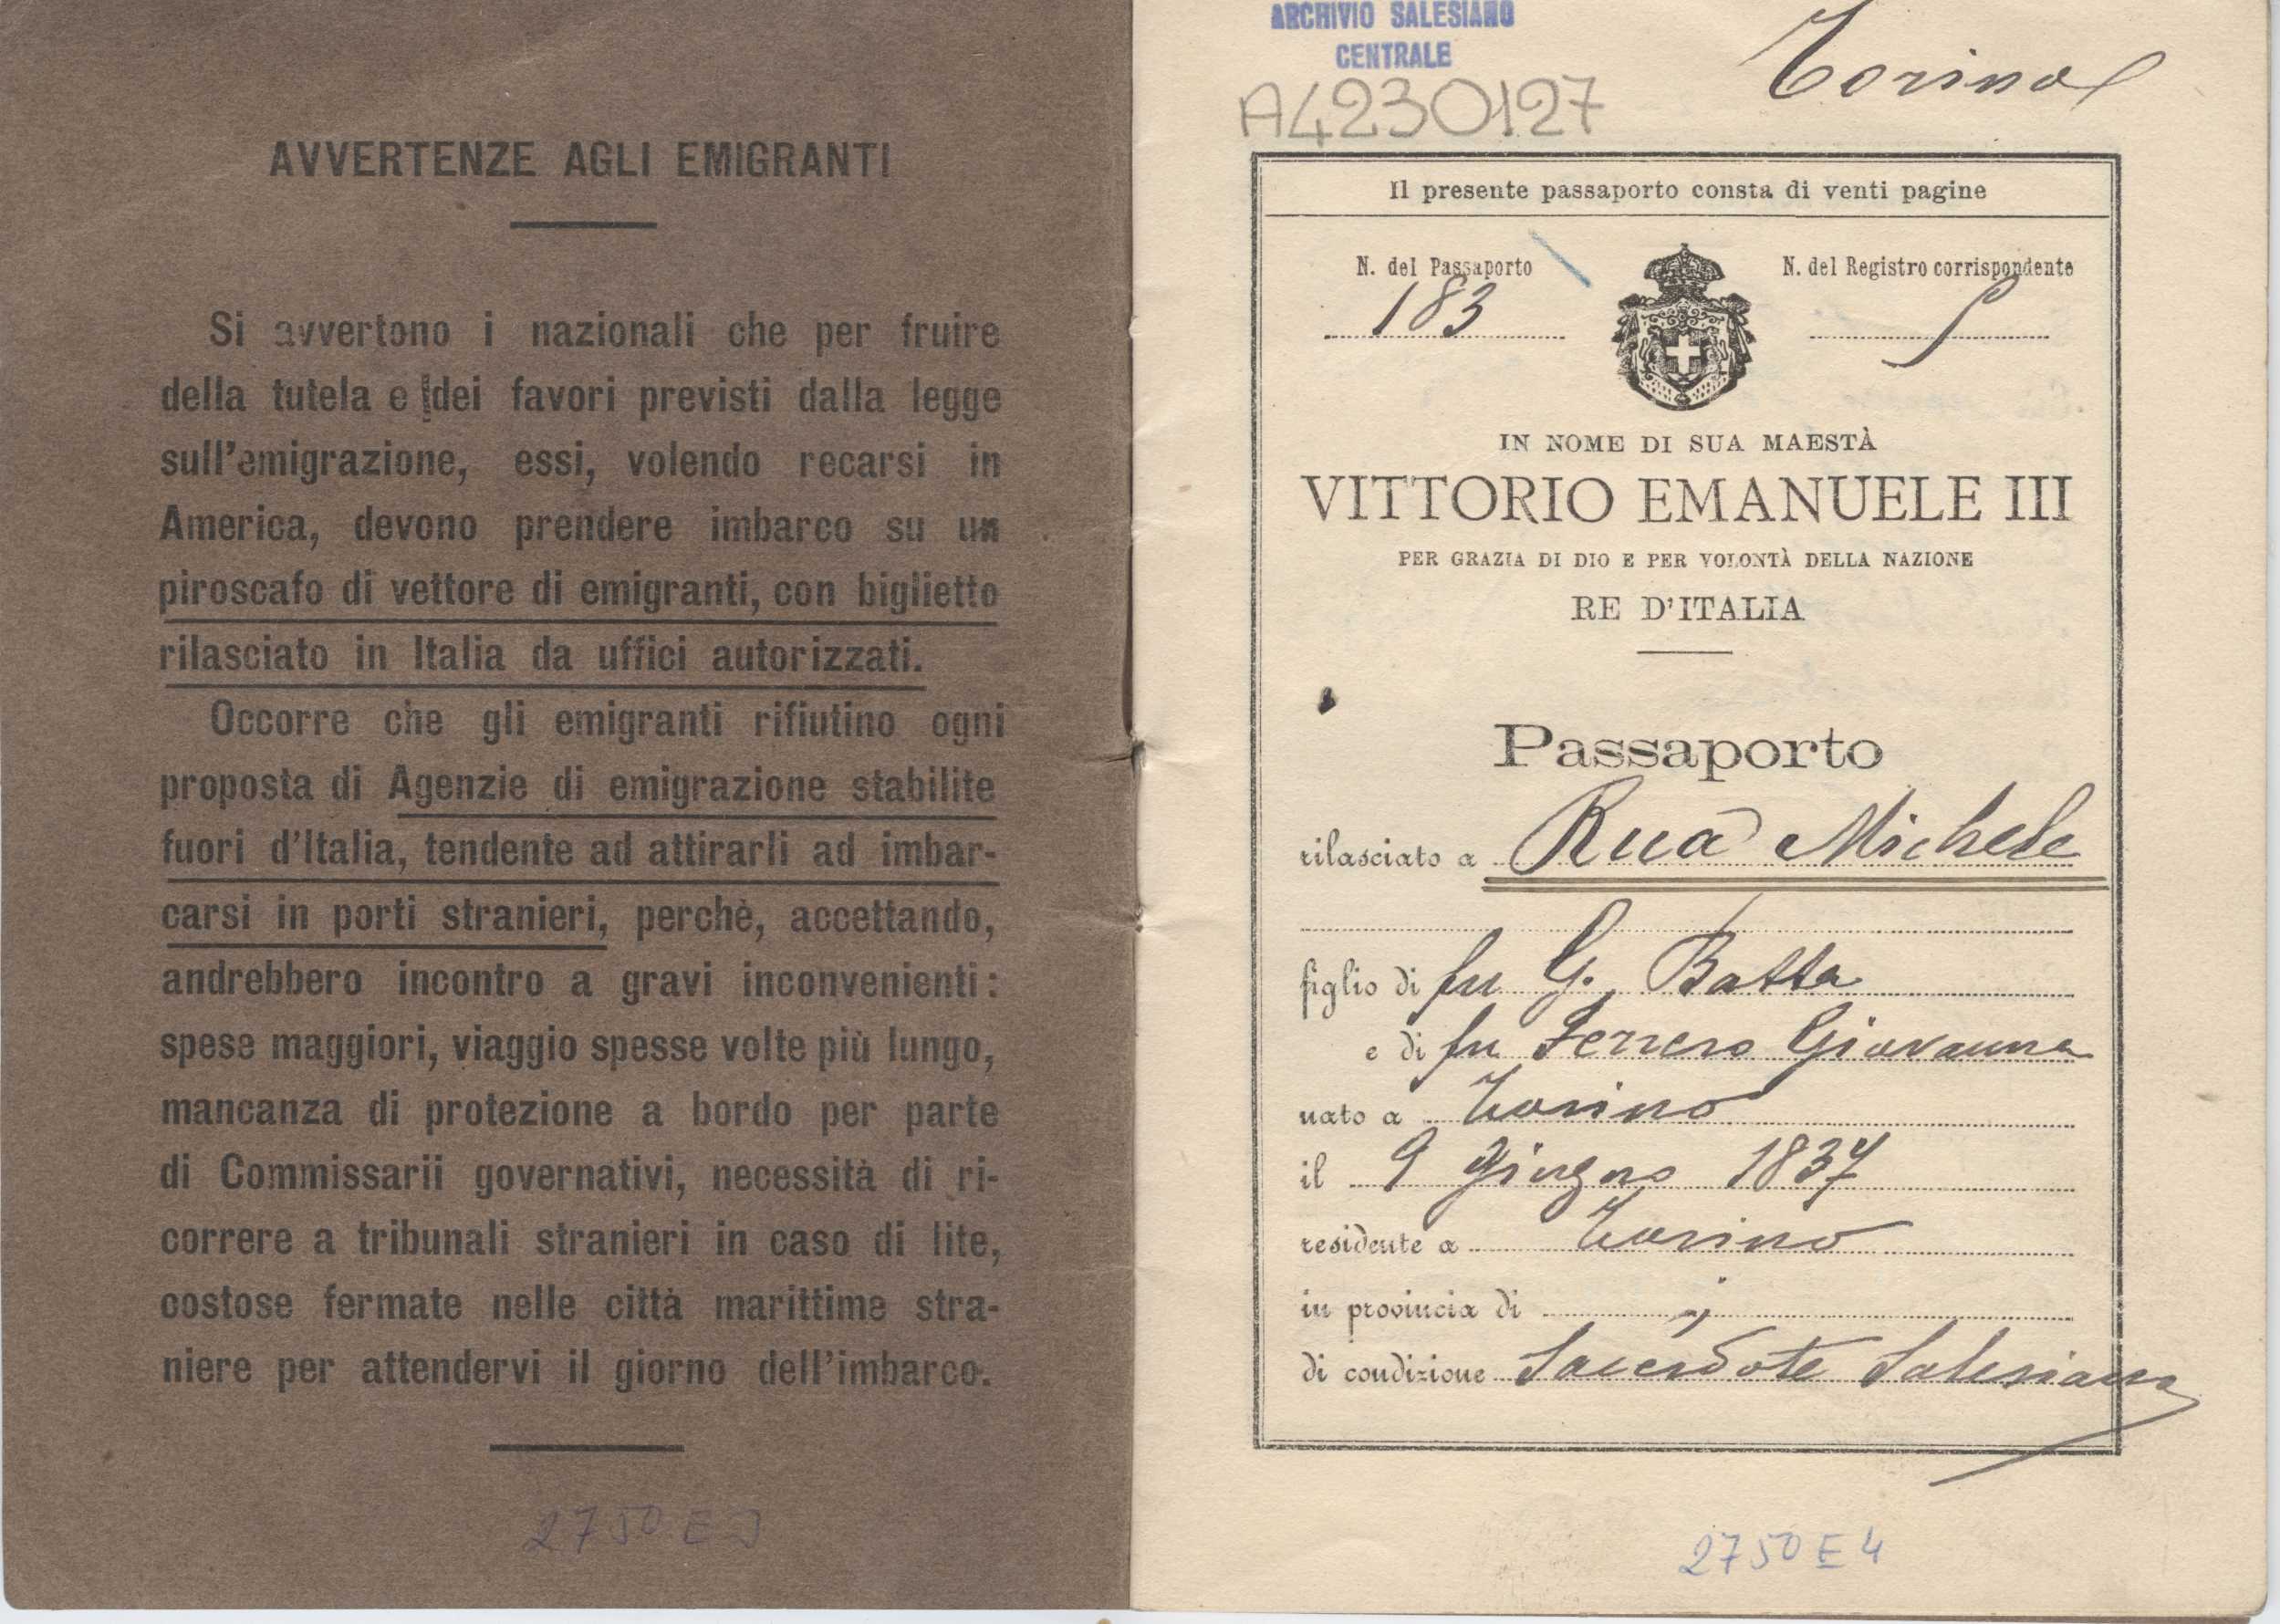 AVVERTENZE AGLI EMIGRANTI
Si avvertono i nazionali che per fruire
della tutela e dei favori previsti dalla legge
sull'emigrazione, essi, volendo recarsi in
America, devono prendere imbarco su un
piroscafo di vettore di emigranti, con biglietto
rilasciato in Italia da uffici autorizzati.
Occorre che gli emigranti rifiutino ogni
proposta di Agenzie di emigrazione stabilite
fuori d'Italia, tendente ad attirarli ad imbar-
carsi in porti stranieri, perchè, accettando,
andrebbero incontro a gravi inconvenienti:
spese maggiori, viaggio spesse volte più lungo,
mancanza di protezione a bordo per parte
di Commissarii governativi, necessità di ri-
correre a tribunali stranieri in caso di lite,
costose fermate nelle città marittime stra-
niere per attendervi il giorno dell'imbarco.
2750 E
ARCHIVIO SALESIANO
CENTRALE
A4230127
Torino
Il presente passaporto consta di venti pagine
N. del Passaporto
183
N. del Registro corrispondente
IN NOME DI SUA MAESTÀ
VITTORIO EMANUELE III
PER GRAZIA DI DIO E PER VOLONTÀ DELLA NAZIONE
RE D'ITALIA
Passaporto
rilasciato a Rua Michele
figlio di fu G. Batta
e di fu Ferrero Giovanna
nato a Torino
il 9 Giugno 1837
residente a Torino
in provincia di
di condizione Sacerdote Salesiano
2750 E 4